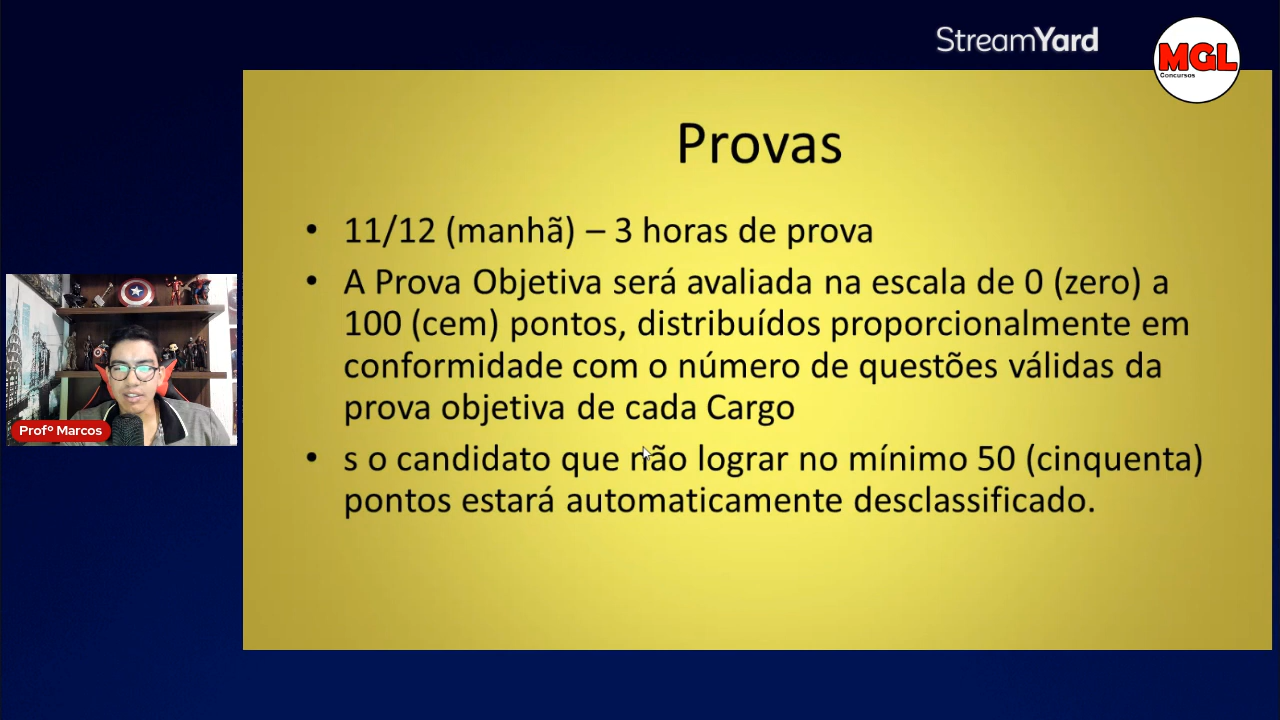 StreamYard
MGL
Concursos
Provas
• 11/12 (manhã) – 3 horas de prova
• A Prova Objetiva será avaliada na escala de 0 (zero) a
100 (cem) pontos, distribuídos proporcionalmente em
conformidade com o número de questões válidas da
prova objetiva de cada Cargo
• s o candidato que não lograr no mínimo 50 (cinquenta)
pontos estará automaticamente desclassificado.
Profº Marcos